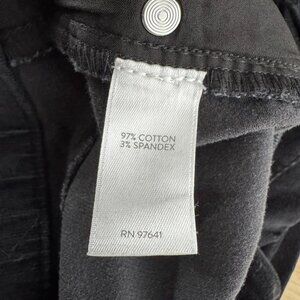 97% COTTON
3% SPANDEX
RN 97641